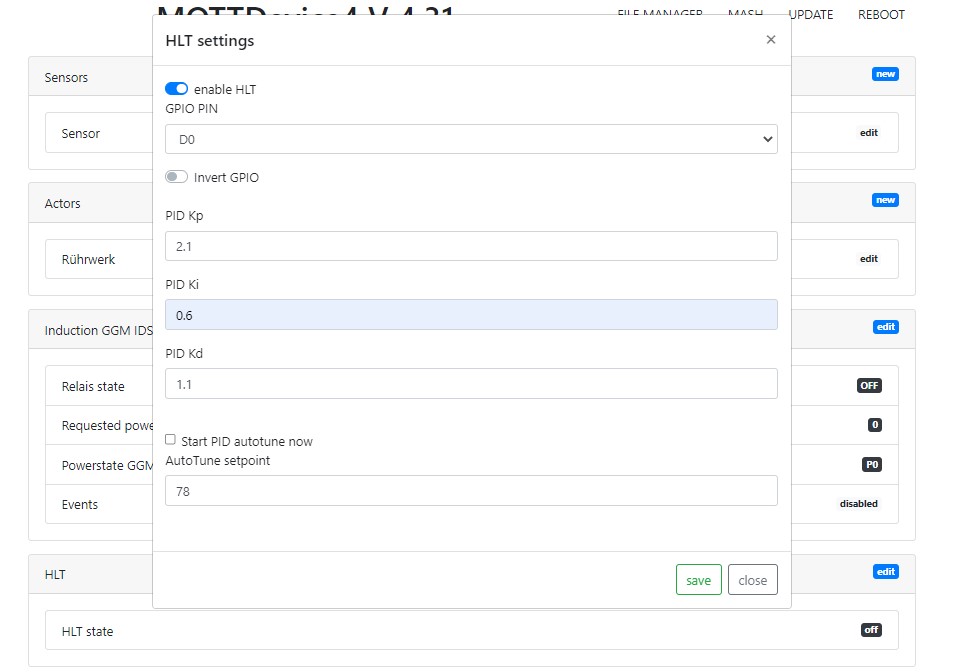 MQTTDevice4 V 4.21
FILE MANAGER MASH UPDATE REBOOT
HLT settings ×
Sensors new
enable HLT
GPIO PIN
Sensor edit
D0
Invert GPIO
Actors new
PID Kp
2.1
Rührwerk edit
PID Ki
0.6
Induction GGM IDS edit
PID Kd
Relais state OFF
1.1
Requested powe 0
Start PID autotune now
AutoTune setpoint
Powerstate GGM P0
78
Events disabled
HLT edit
save close
HLT state off